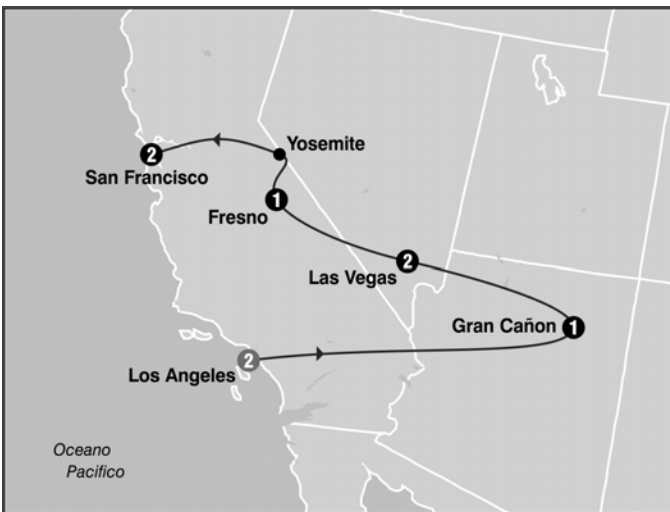 Yosemite
2
San Francisco
1
Fresno
2
Las Vegas
Gran Cañon 1
2
Los Angeles
Oceano
Pacifico